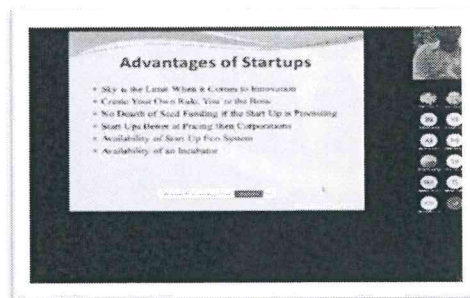 Advantages of Startups
Sky is the Limit When it Comes to Innovation
Create Your Own Rule, You're the Boss
No Dearth of Seed Funding if the Start Up is Promising
Start Ups Better at Pricing then Corporations
Availability of Start Up Eco System
Availability of an Incubator